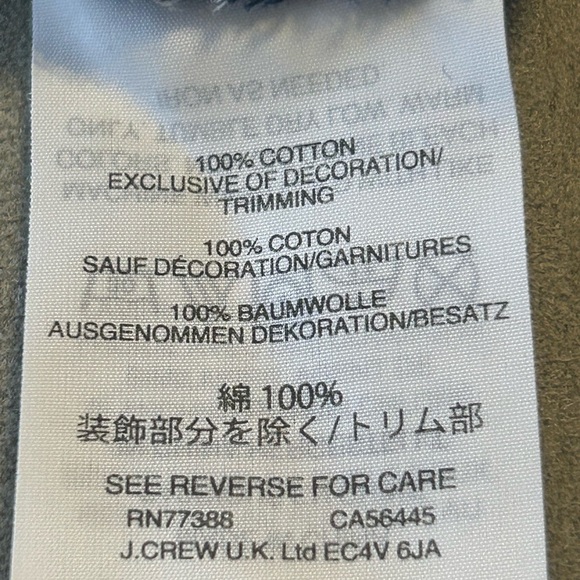 100% COTTON
EXCLUSIVE OF DECORATION/
TRIMMING
100% COTON
SAUF DÉCORATION/GARNITURES
100% BAUMWOLLE
AUSGENOMMEN DEKORATION/BESATZ
綿 100%
装飾部分を除く/トリム部
SEE REVERSE FOR CARE
RN77388 CA56445
J.CREW U.K. Ltd EC4V 6JA